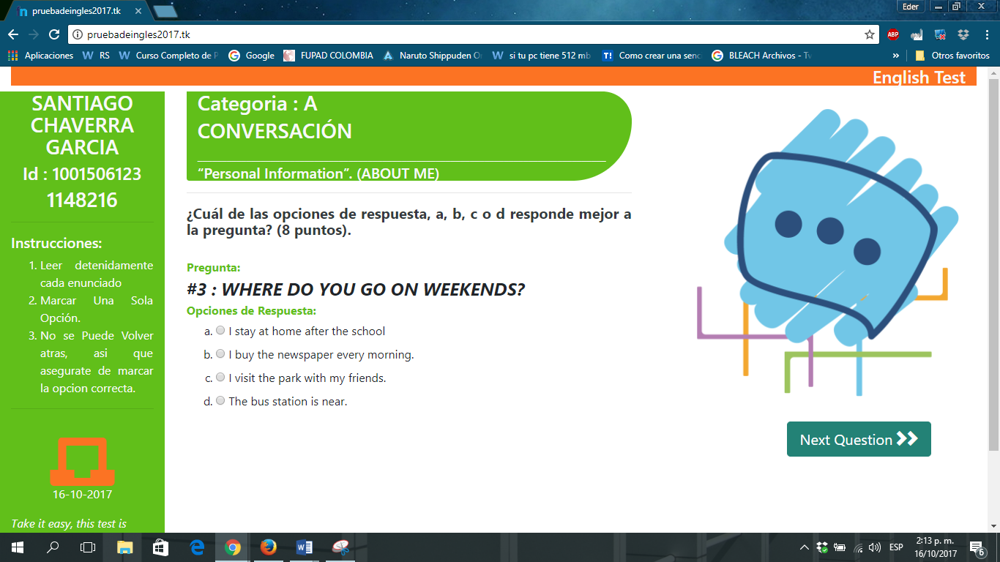 pruebadeingles2017.tk
Eder
pruebadeingles2017.tk
ABP
Aplicaciones
RS
Curso Completo de P
Google
FUPAD COLOMBIA
Naruto Shippuden O
si tu pc tiene 512 mb
T! Como crear una senc
BLEACH Archivos - Tv
»
Otros favoritos
English Test
SANTIAGO
CHAVERRA
GARCIA
Id : 1001506123
1148216
Instrucciones:
1. Leer detenidamente
cada enunciado
2. Marcar Una Sola
Opción.
3. No se Puede Volver
atras, asi que
asegurate de marcar
la opcion correcta.
16-10-2017
Take it easy, this test is
Categoria : A
CONVERSACIÓN
“Personal Information”. (ABOUT ME)
¿Cuál de las opciones de respuesta, a, b, c o d responde mejor a
la pregunta? (8 puntos).
Pregunta:
#3 : WHERE DO YOU GO ON WEEKENDS?
Opciones de Respuesta:
a. I stay at home after the school
b. I buy the newspaper every morning.
c. I visit the park with my friends.
d. The bus station is near.
Next Question
ESP
2:13 p. m.
16/10/2017
6